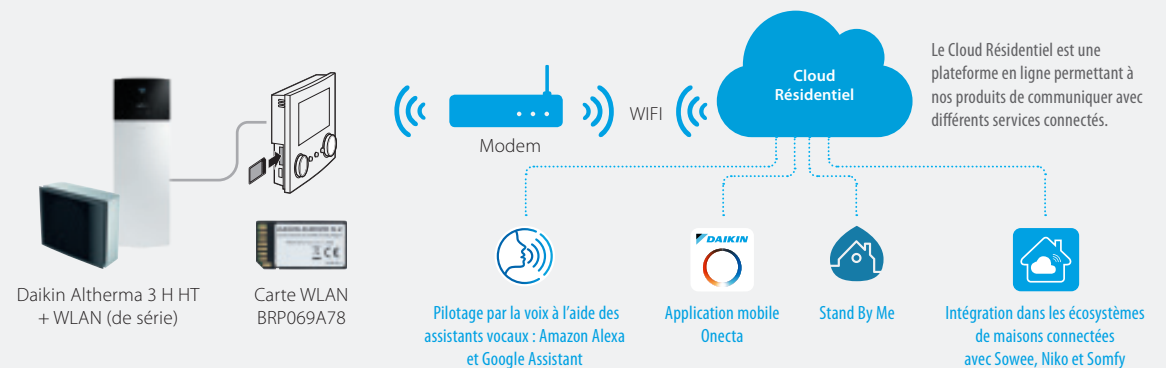 Cloud
Résidentiel
Le Cloud Résidentiel est une
plateforme en ligne permettant à
nos produits de communiquer avec
différents services connectés.
WIFI
Modem
DAIKIN
CE
Daikin Altherma 3 H HT
+ WLAN (de série)
Carte WLAN
BRP069A78
Pilotage par la voix à l'aide des
assistants vocaux : Amazon Alexa
et Google Assistant
Application mobile
Onecta
Stand By Me
Intégration dans les écosystèmes
de maisons connectées
avec Sowee, Niko et Somfy